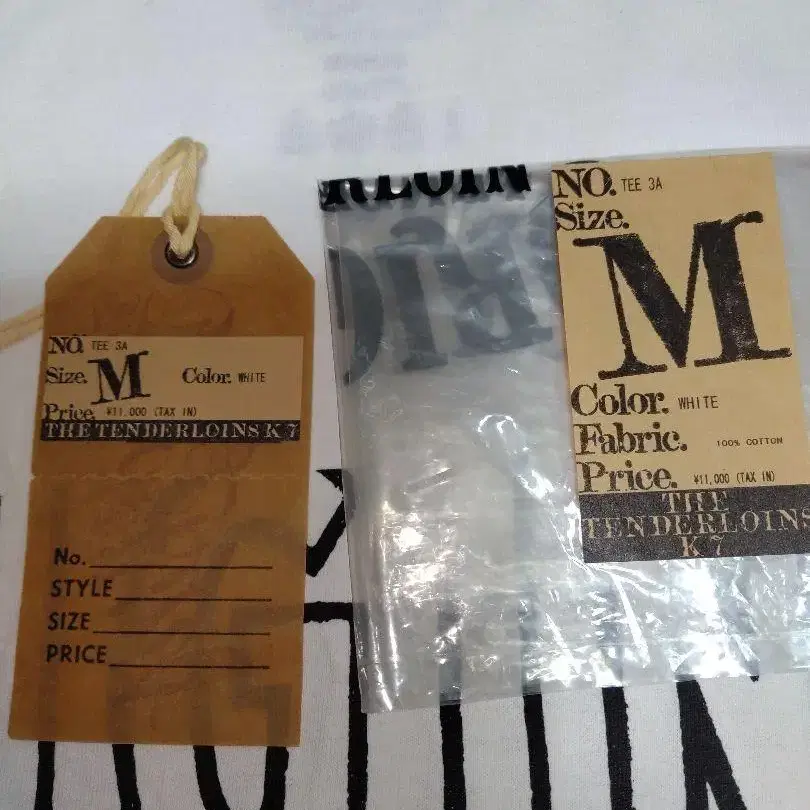 NO. TEE 3A
Size. M Color. WHITE
Price. ¥11,000 (TAX IN)
THE TENDERLOINS K 7
No.
STYLE
SIZE
PRICE
RLOIN
NO. TEE 3A
Size.
M
Color. WHITE
Fabric. 100% COTTON
Price. ¥11,000 (TAX IN)
THE
TENDERLOINS
K 7